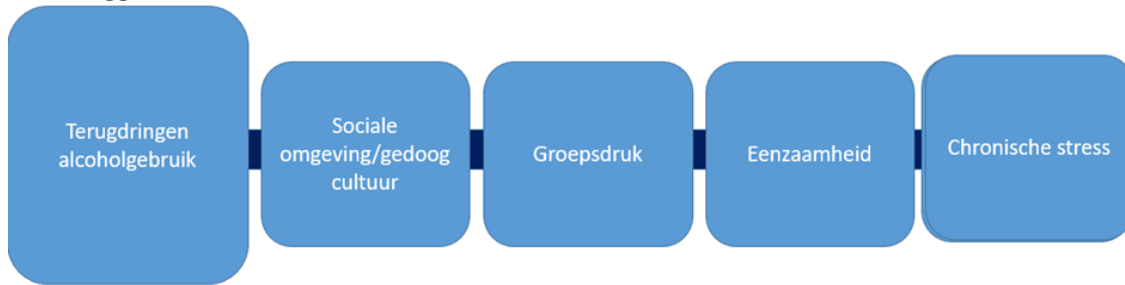 Terugdringen
alcoholgebruik
Sociale
omgeving/gedoog
cultuur
Groepsdruk
Eenzaamheid
Chronische stress